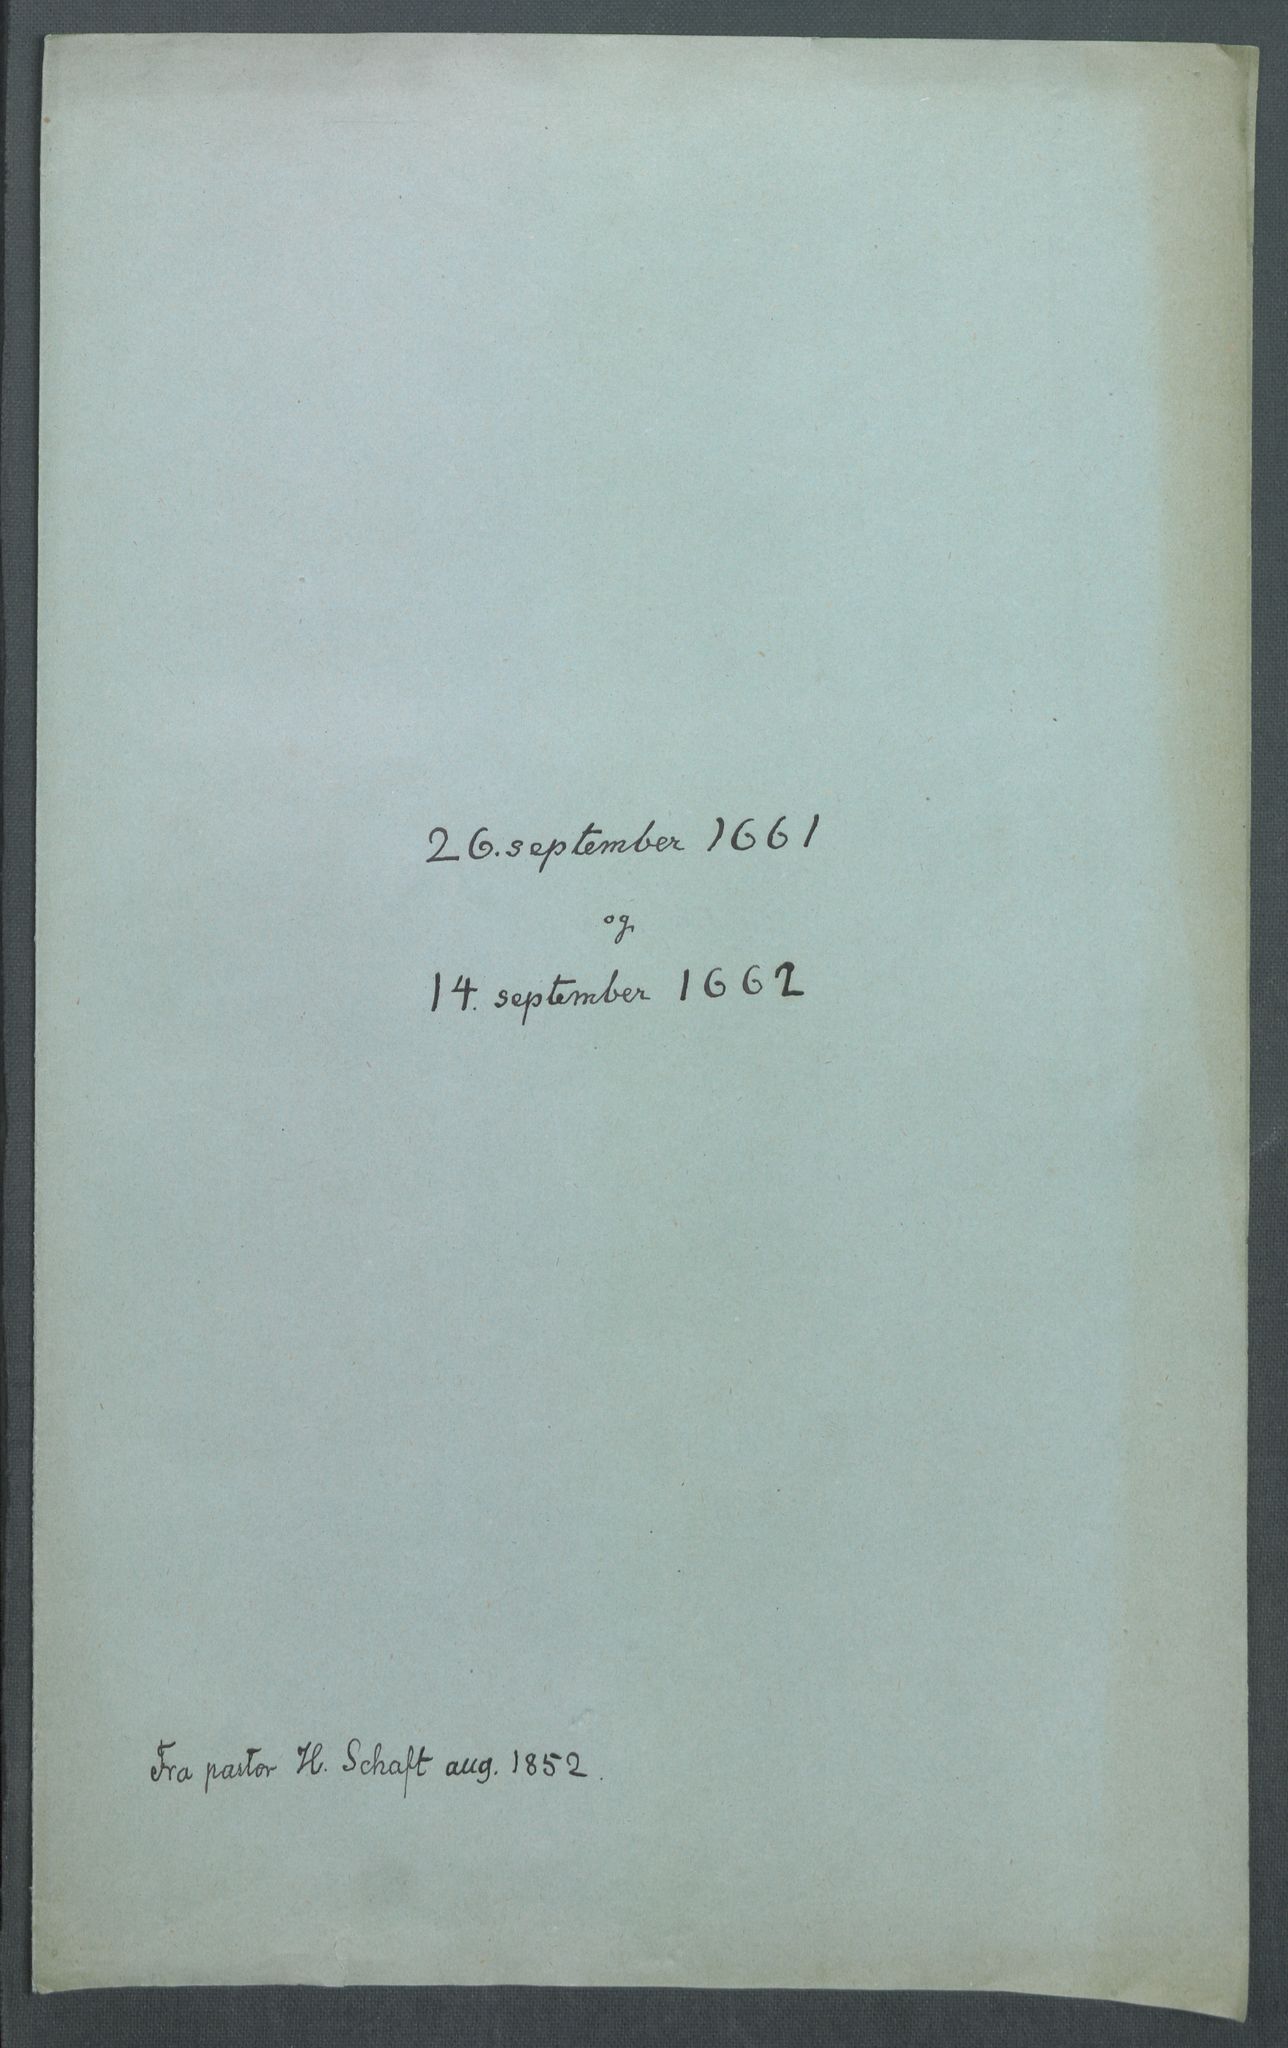 26. september 1661
og
14. september 1662
Fra pastor H. Schaft aug. 1852.